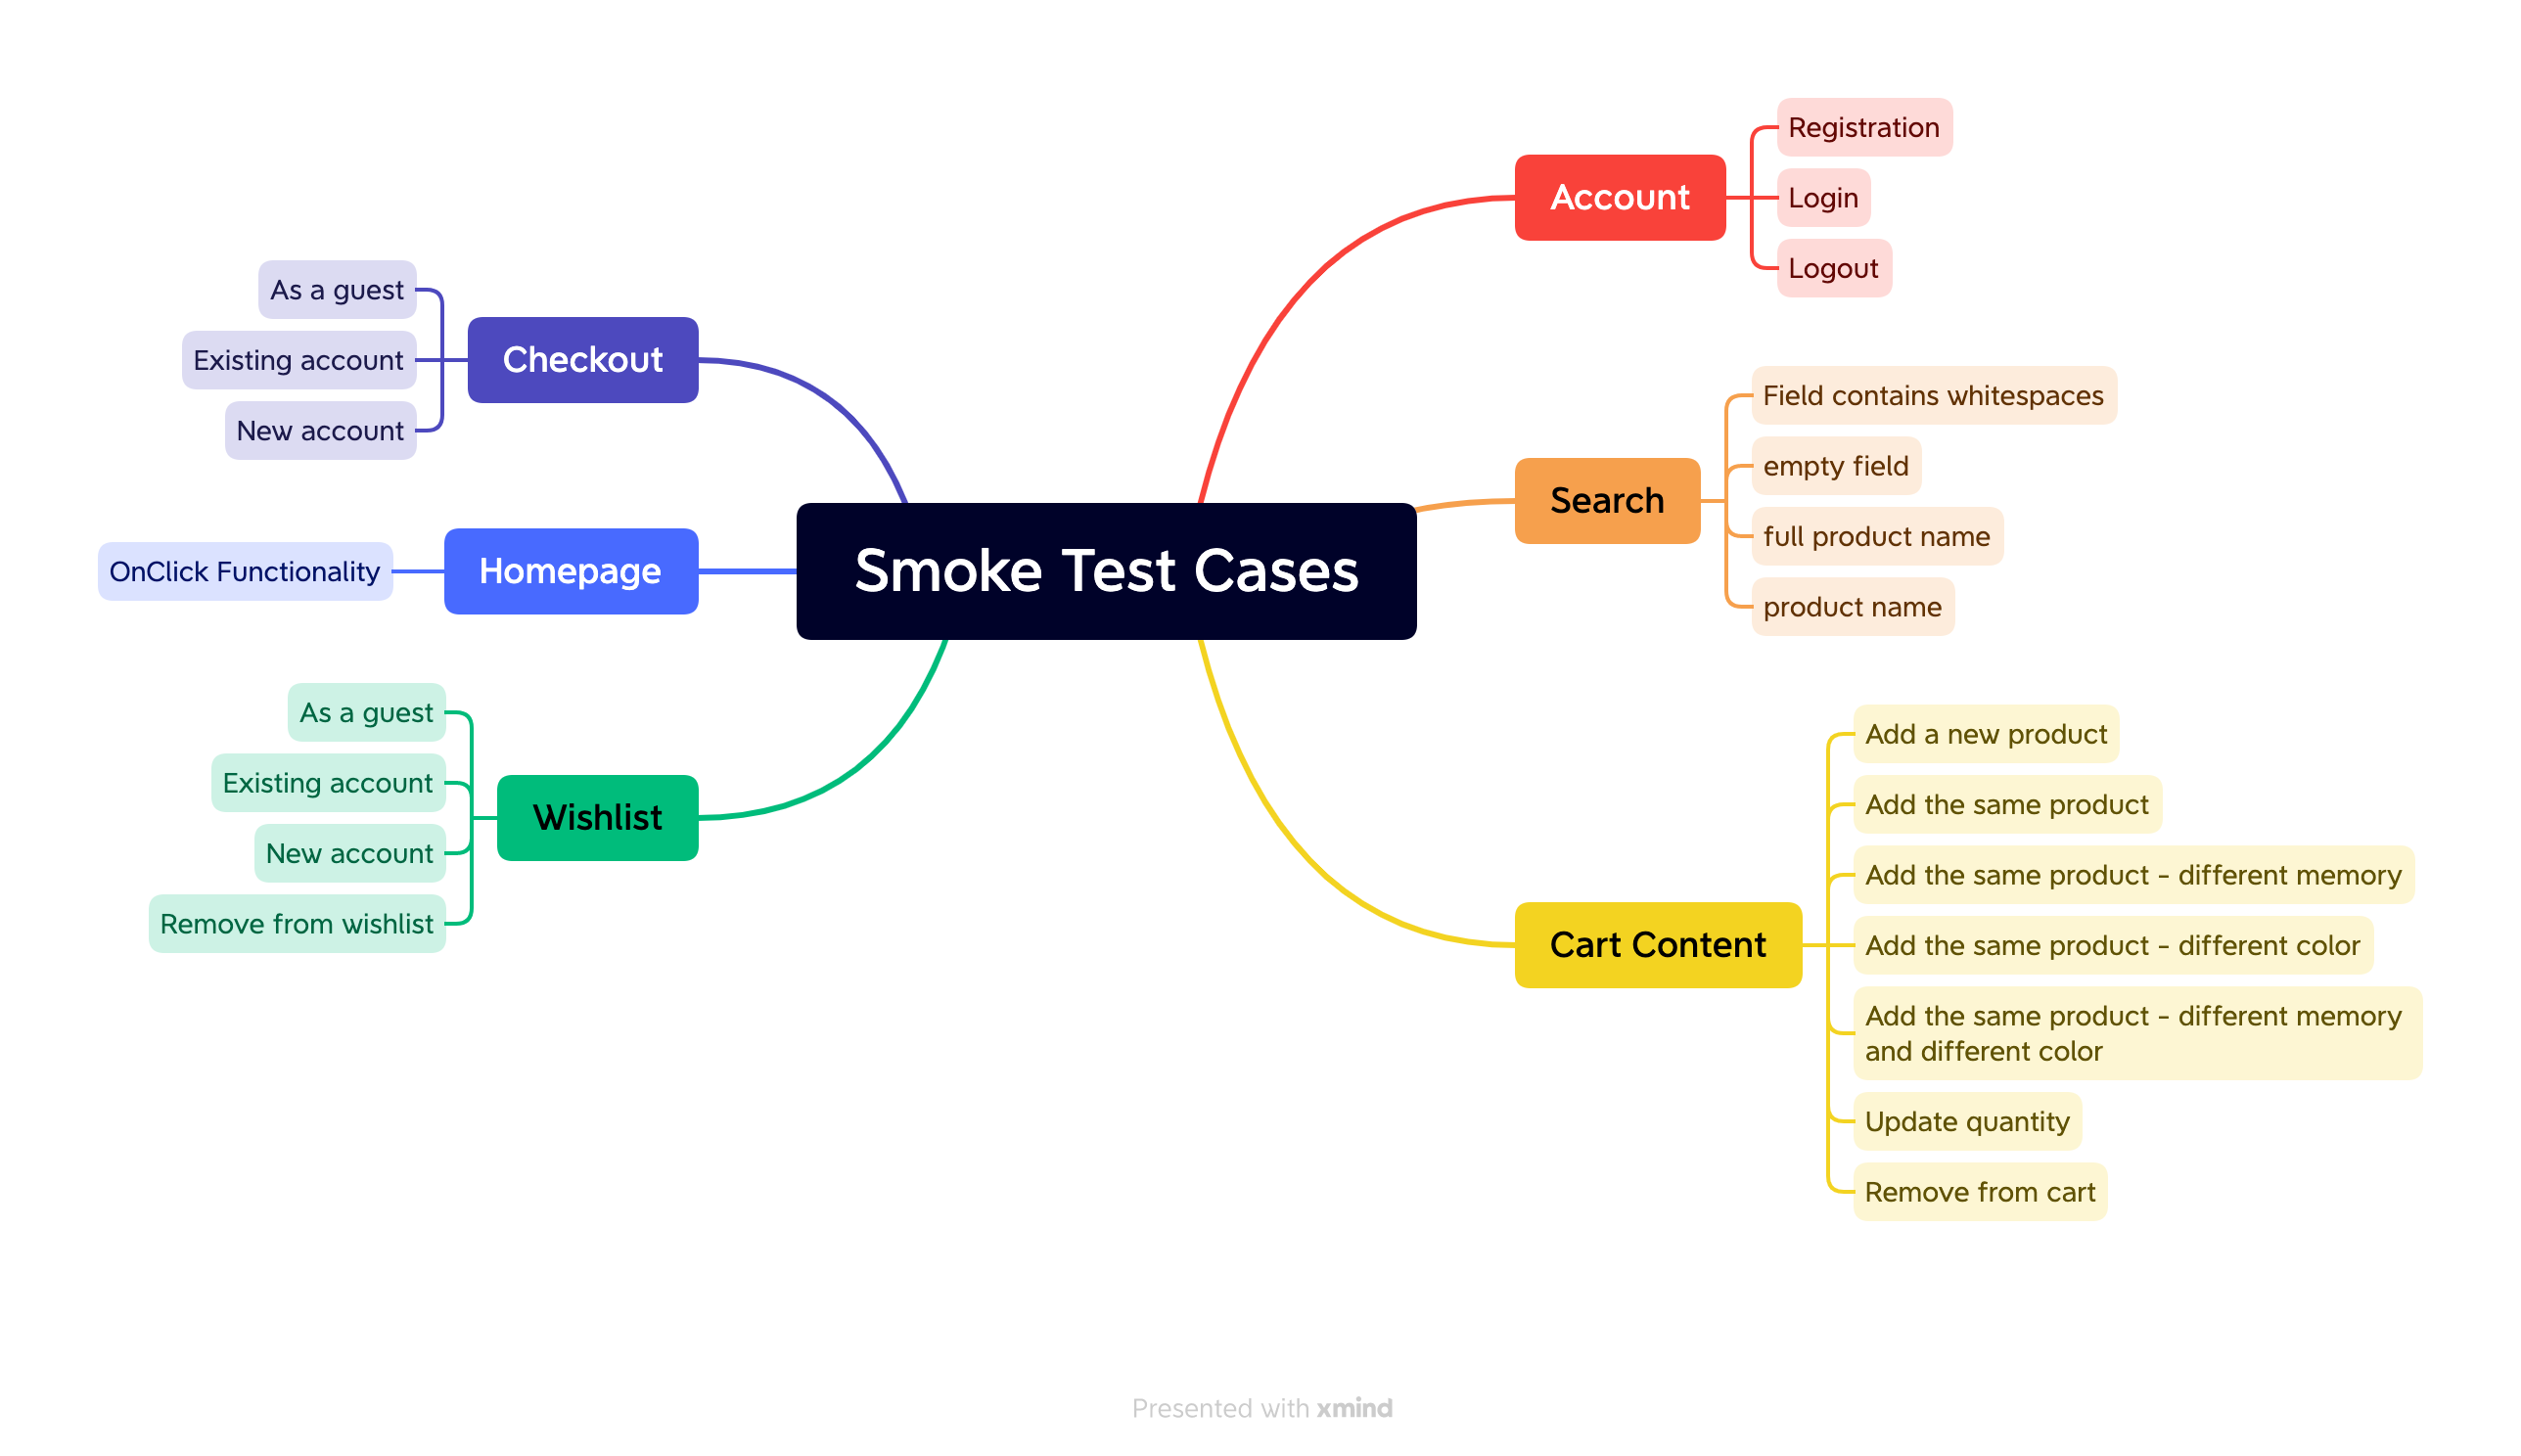 Smoke Test Cases
Account
Registration
Login
Logout
Search
Field contains whitespaces
empty field
full product name
product name
Cart Content
Add a new product
Add the same product
Add the same product - different memory
Add the same product - different color
Add the same product - different memory
and different color
Update quantity
Remove from cart
Checkout
As a guest
Existing account
New account
Homepage
OnClick Functionality
Wishlist
As a guest
Existing account
New account
Remove from wishlist
Presented with xmind